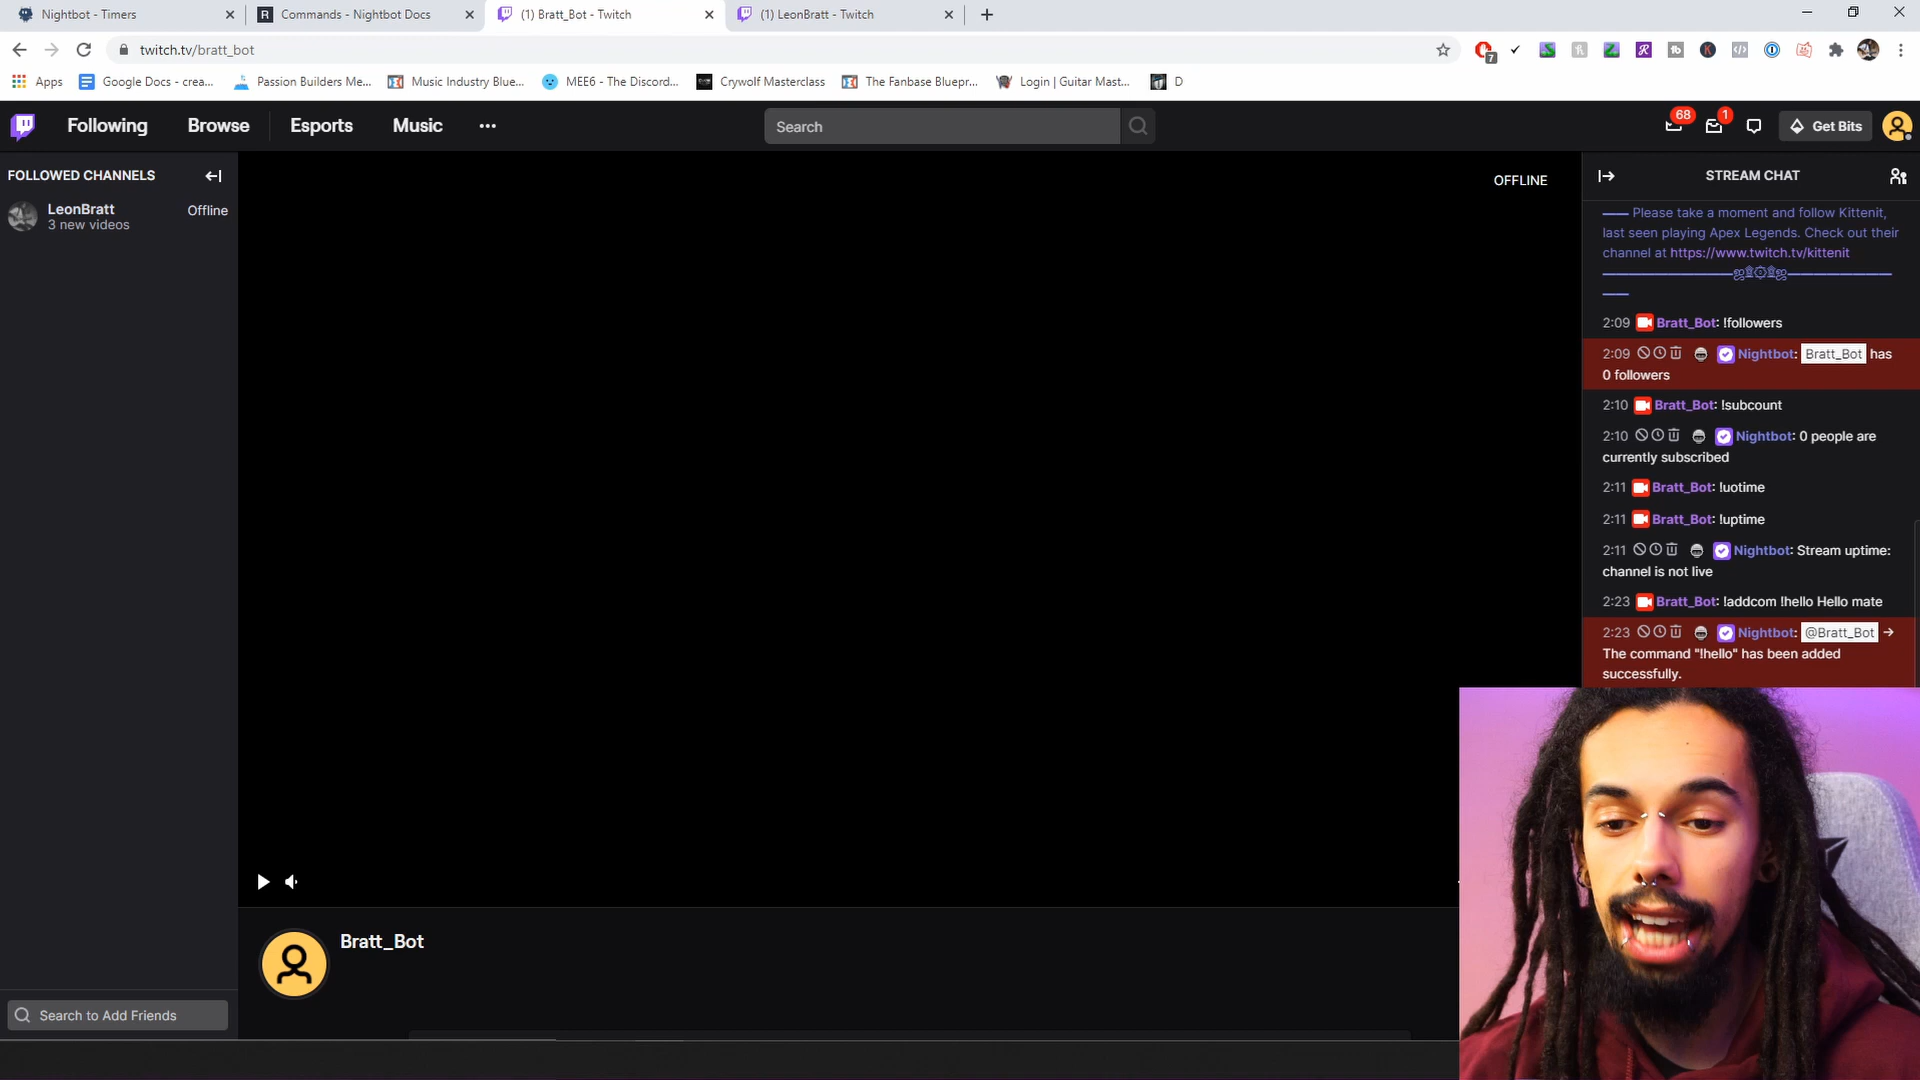 Nightbot - Timers
Commands - Nightbot Docs
(1) Bratt_Bot - Twitch
(1) LeonBratt - Twitch
twitch.tv/bratt_bot
7
Apps
Google Docs - crea...
Passion Builders Me...
Music Industry Blue...
MEE6 - The Discord...
Crywolf Masterclass
The Fanbase Bluepr...
Login | Guitar Mast...
D
Following
Browse
Esports
Music
Search
68
1
Get Bits
FOLLOWED CHANNELS
LeonBratt
Offline
3 new videos
Search to Add Friends
OFFLINE
Bratt_Bot
STREAM CHAT
Please take a moment and follow Kittenit,
last seen playing Apex Legends. Check out their
channel at https://www.twitch.tv/kittenit
2:09 Bratt_Bot: !followers
2:09 Nightbot: Bratt_Bot has
0 followers
2:10 Bratt_Bot: !subcount
2:10 Nightbot: 0 people are
currently subscribed
2:11 Bratt_Bot: !uotime
2:11 Bratt_Bot: !uptime
2:11 Nightbot: Stream uptime:
channel is not live
2:23 Bratt_Bot: !addcom !hello Hello mate
2:23 Nightbot: @Bratt_Bot →
The command "!hello" has been added
successfully.